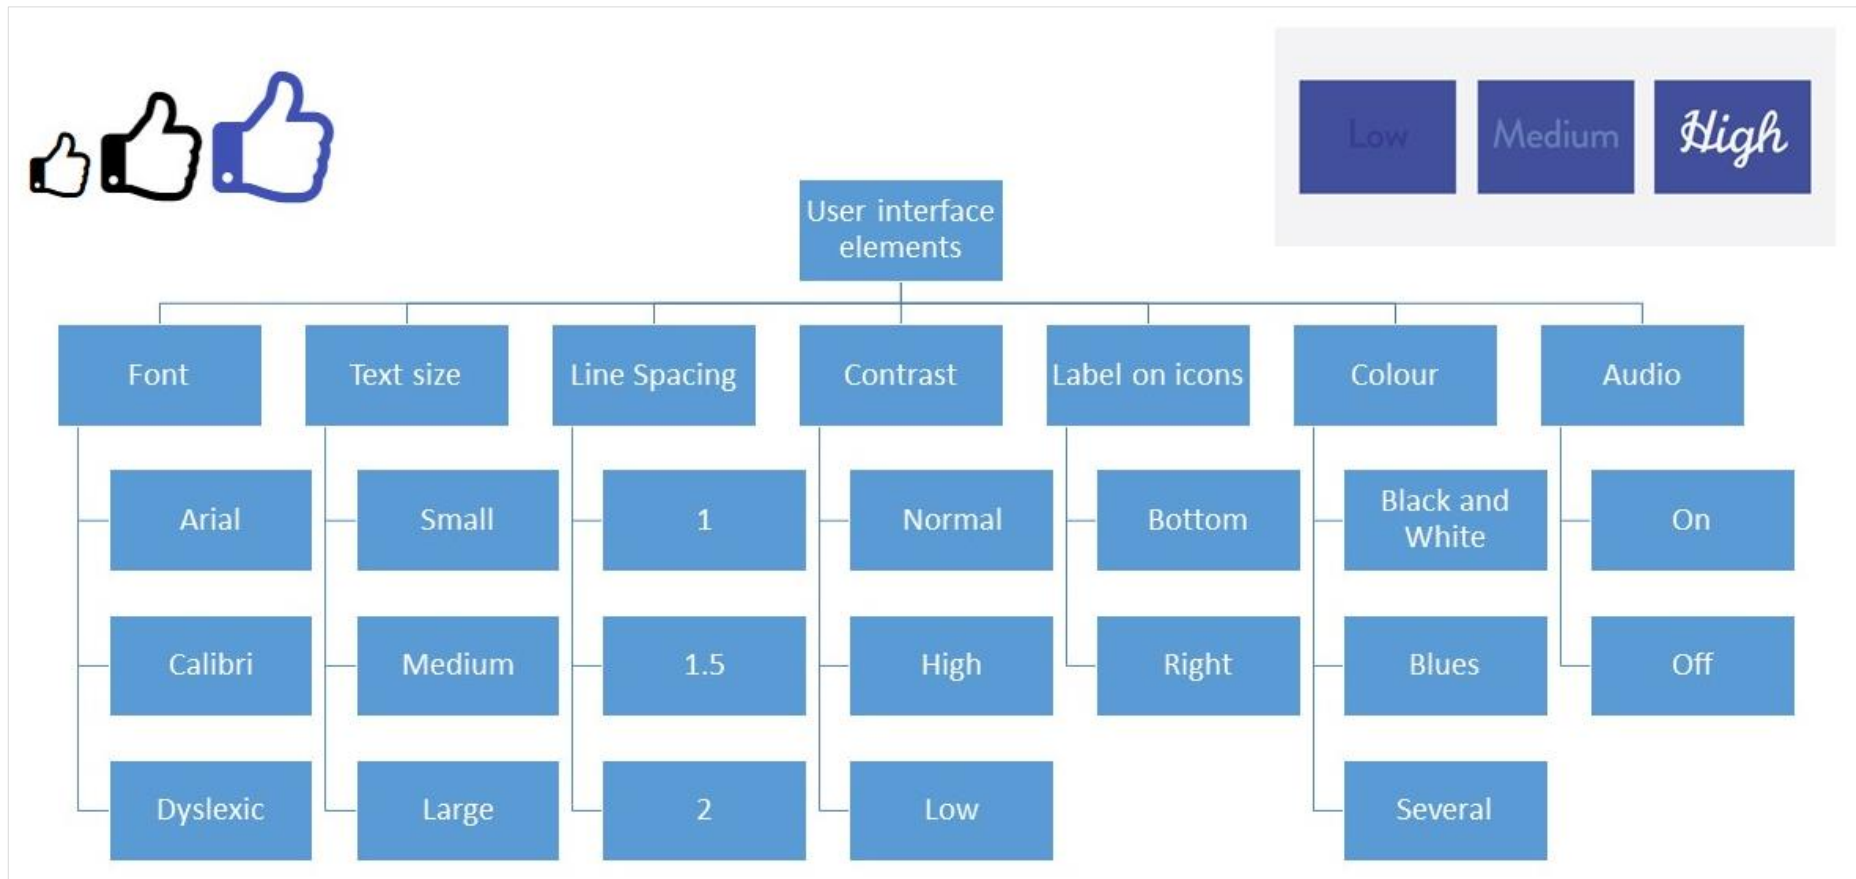 Low
Medium
High
User interface
elements
Font
Text size
Line Spacing
Contrast
Label on icons
Colour
Audio
Arial
Small
1
Normal
Bottom
Black and
White
On
Calibri
Medium
1.5
High
Right
Blues
Off
Dyslexic
Large
2
Low
Several